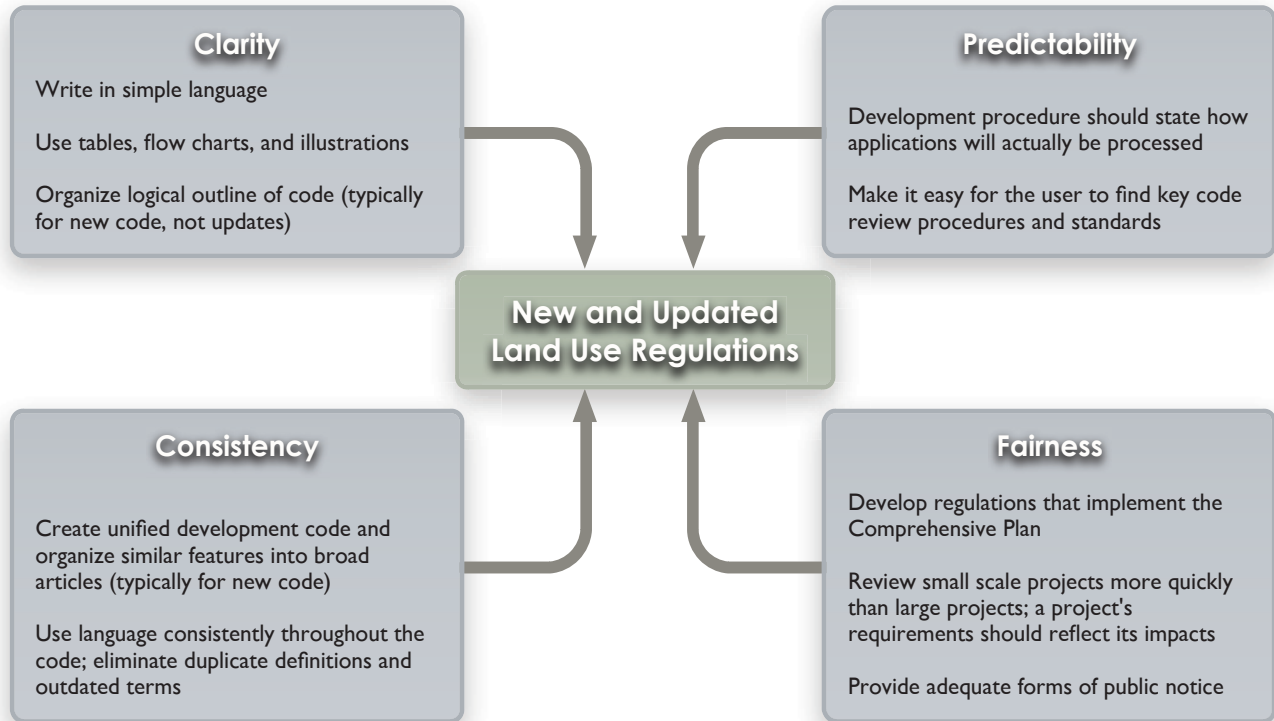 Clarity
Write in simple language
Use tables, flow charts, and illustrations
Organize logical outline of code (typically
for new code, not updates)
Predictability
Development procedure should state how
applications will actually be processed
Make it easy for the user to find key code
review procedures and standards
New and Updated
Land Use Regulations
Consistency
Create unified development code and
organize similar features into broad
articles (typically for new code)
Use language consistently throughout the
code; eliminate duplicate definitions and
outdated terms
Fairness
Develop regulations that implement the
Comprehensive Plan
Review small scale projects more quickly
than large projects; a project's
requirements should reflect its impacts
Provide adequate forms of public notice